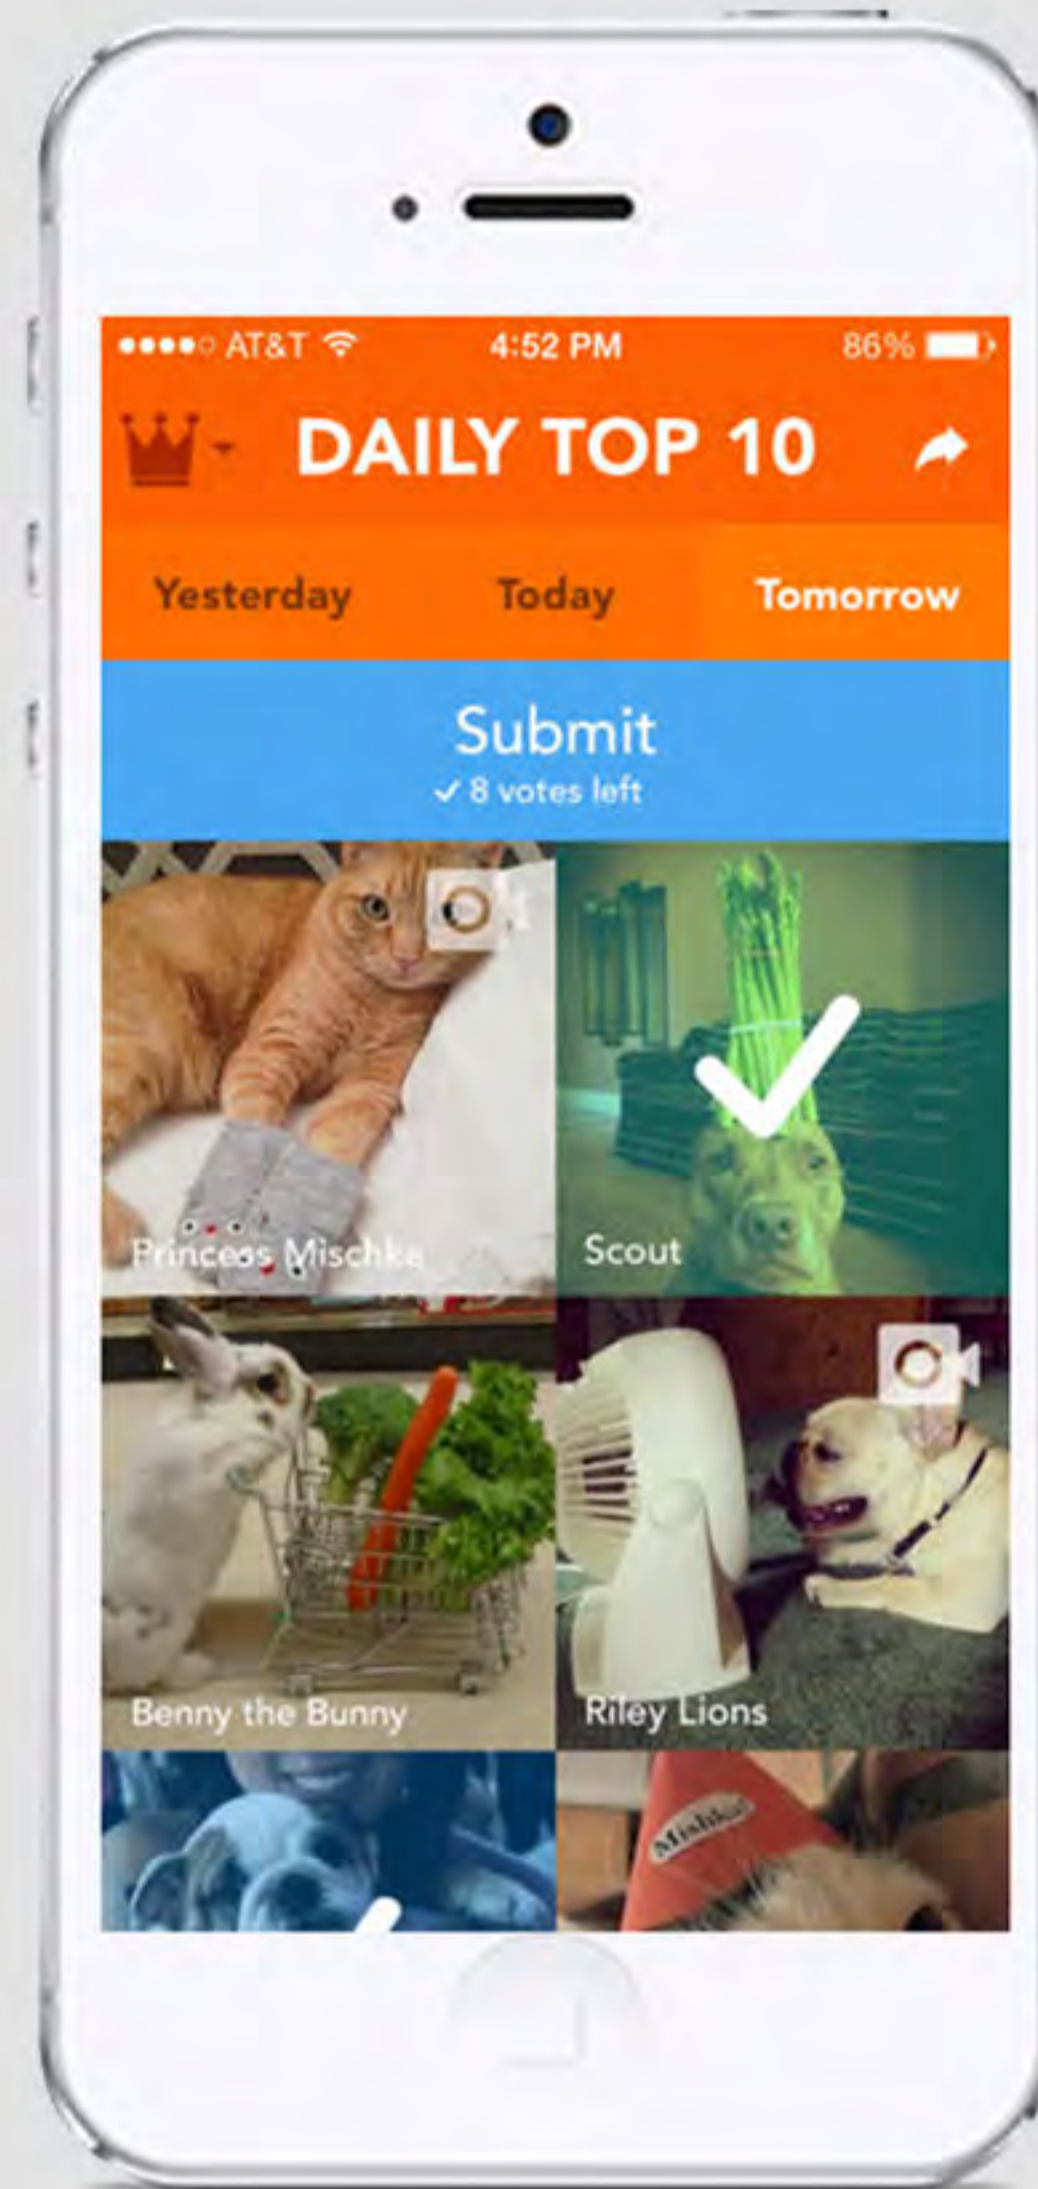 AT&T 4:52 PM 86%
DAILY TOP 10
Yesterday Today Tomorrow
Submit
✓ 8 votes left
Princess Mischka
Scout
Benny the Bunny
Riley Lions
Mishka!